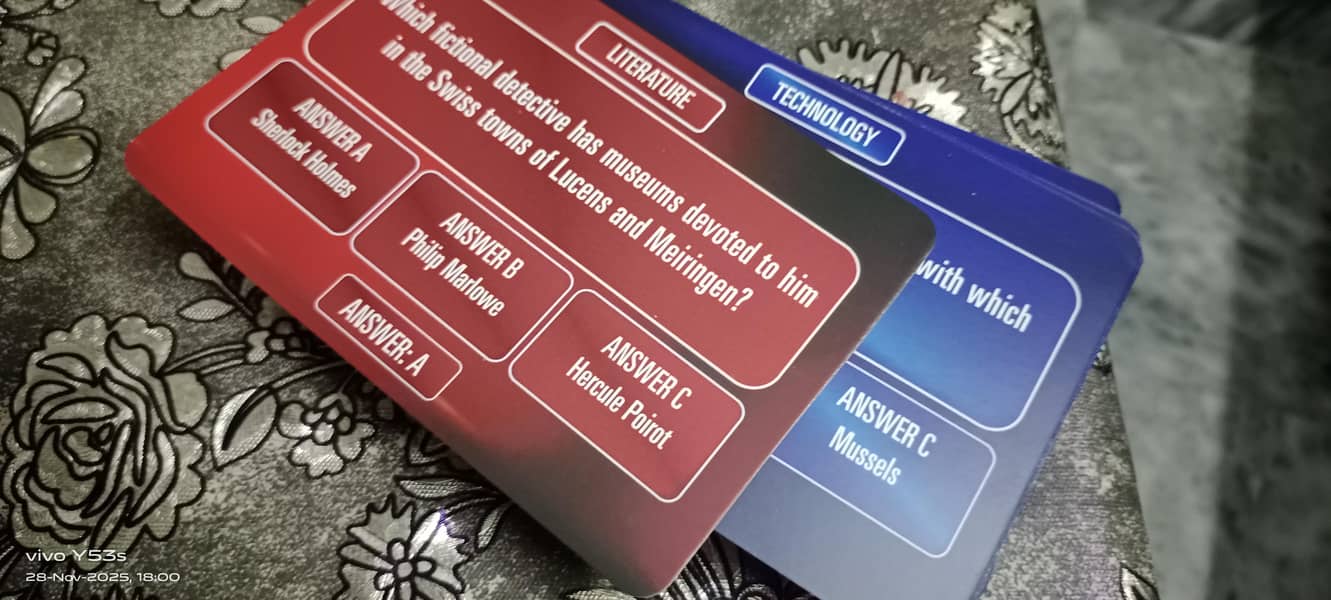 LITERATURE
Which fictional detective has museums devoted to him
in the Swiss towns of Lucens and Meiringen?
ANSWER A
Sherlock Holmes
ANSWER B
Philip Marlowe
ANSWER C
Hercule Poirot
ANSWER: A
TECHNOLOGY
with which
ANSWER C
Mussels
vivo Y53s
28-Nov-2025, 18:00